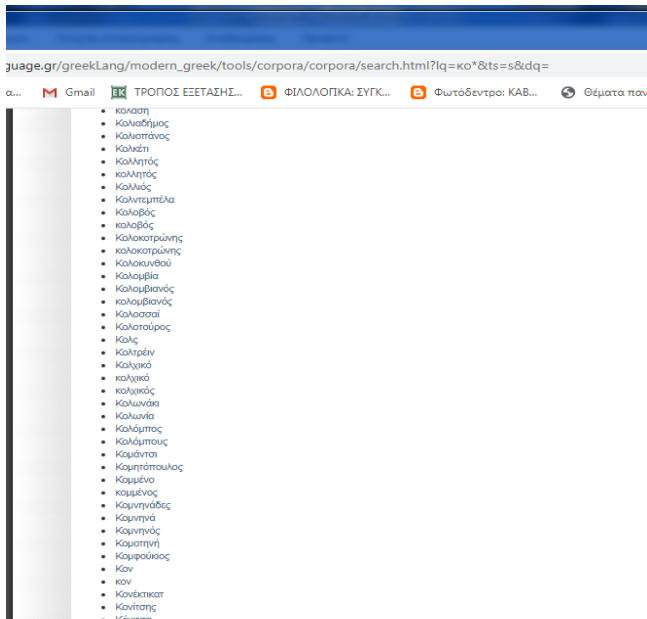 guage.gr/greekLang/modern_greek/tools/corpora/corpora/search.html?lq=κο*&ts=s&dq=
α... Gmail ΕΚ ΤΡΟΠΟΣ ΕΞΕΤΑΣΗΣ... ΦΙΛΟΛΟΓΙΚΑ: ΣΥΓΚ... Φωτόδεντρο: ΚΑΒ... Θέματα παν
κόλαση
Κολιαδήμος
Κολιοπάνος
Κολκέτι
Κολλητός
κολλητός
Κολλιός
Κολντεμπέλα
Κολοβός
κολοβός
Κολοκοτρώνης
κολοκοτρώνης
Κολοκυνθού
Κολομβία
Κολομβιανός
κολομβιανός
Κολοσσαί
Κολοτούρος
Κολς
Κολτρέιν
Κολχικό
κολχικό
κολχικός
Κολωνάκι
Κολωνία
Κολόμπος
Κολόμπους
Κομάντσι
Κομητόπουλος
Κομμένο
κομμένος
Κομνηνάδες
Κομνηνά
Κομνηνός
Κομοτηνή
Κομφούκιος
Κον
κον
Κονέκτικατ
Κονίτσης